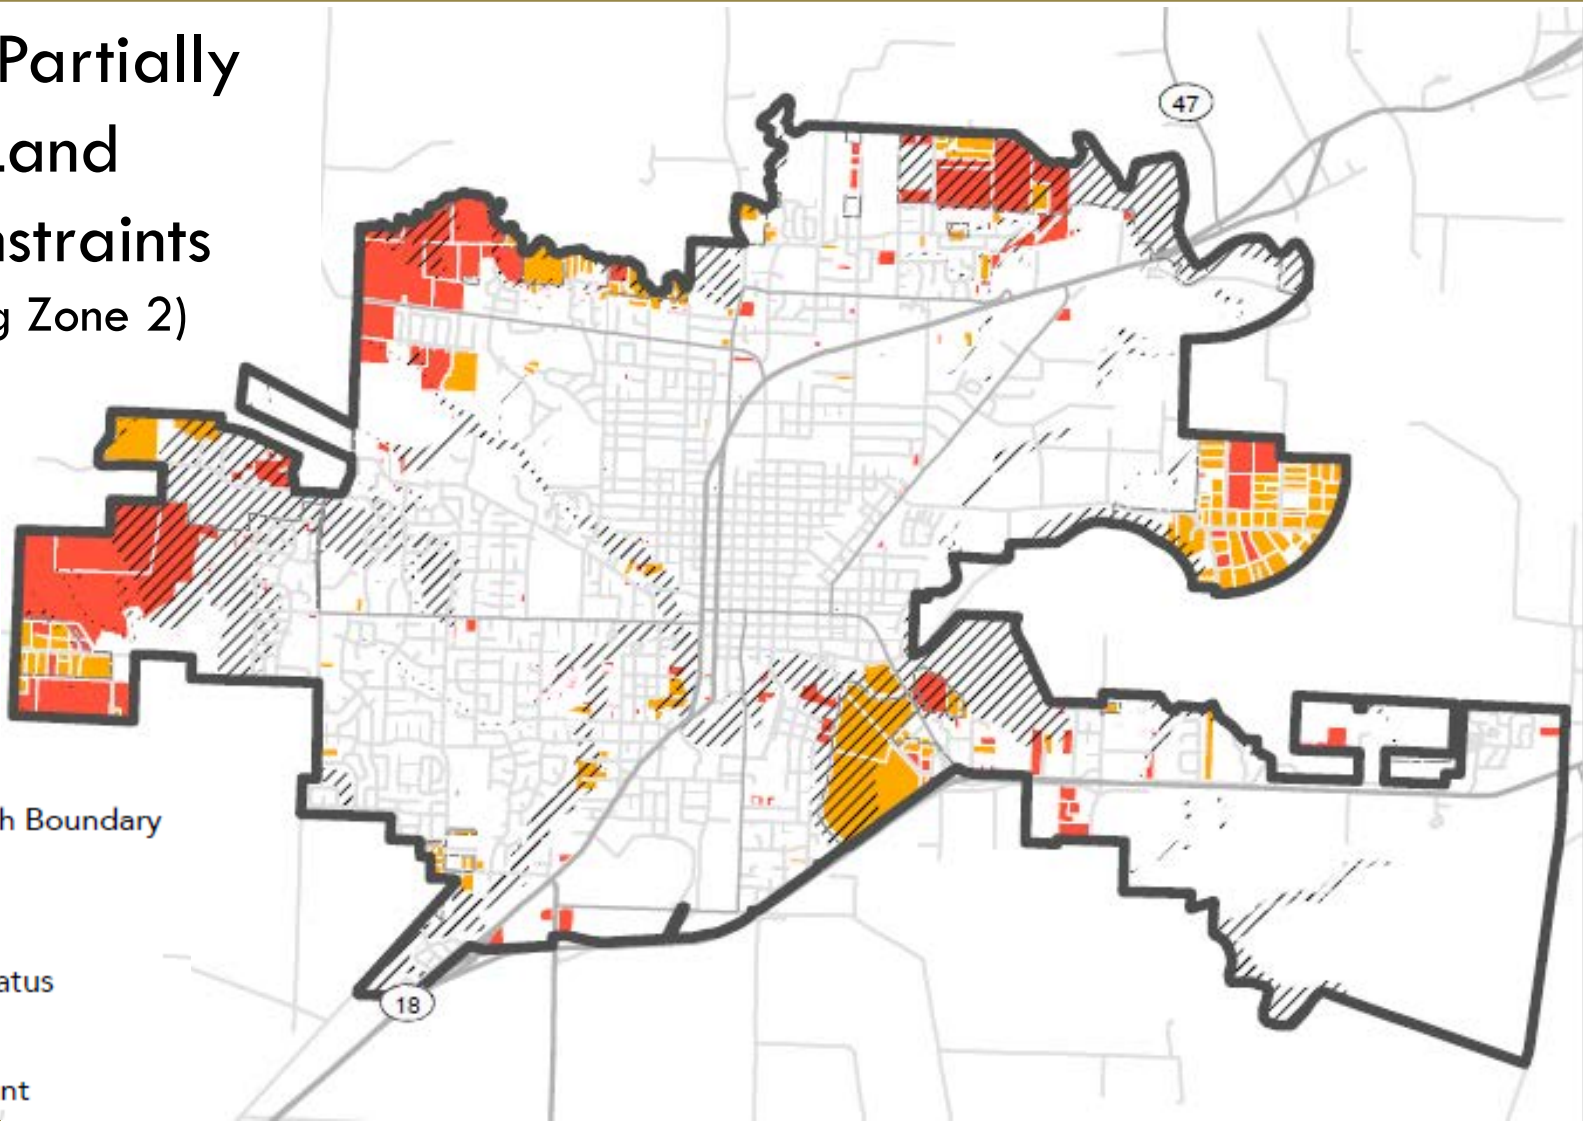 Partially
Land
nstraints
g Zone 2)
47
h Boundary
atus
18
nt